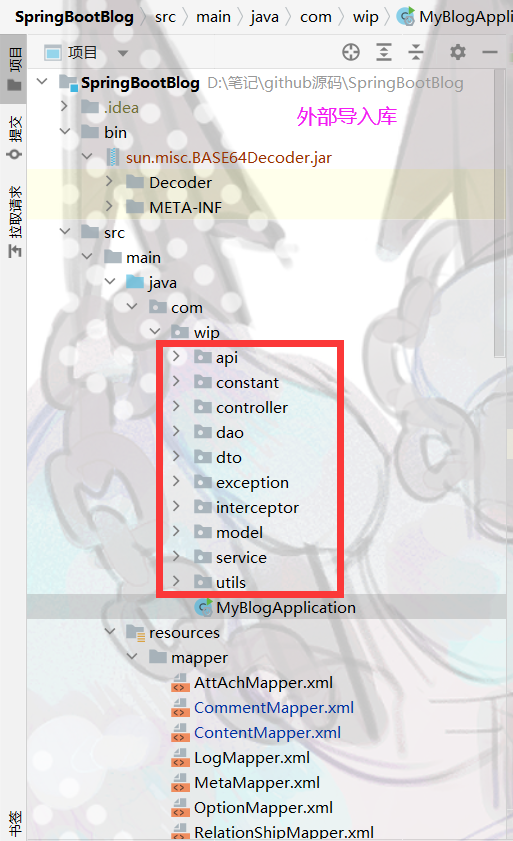 SpringBootBlog src main java com wip MyBlogAppli
项目
SpringBootBlog D:\笔记\github源码\SpringBootBlog
.idea
外部导入库
bin
sun.misc.BASE64Decoder.jar
Decoder
META-INF
src
main
java
com
wip
api
constant
controller
dao
dto
exception
interceptor
model
service
utils
MyBlogApplication
resources
mapper
AttAchMapper.xml
CommentMapper.xml
ContentMapper.xml
LogMapper.xml
MetaMapper.xml
OptionMapper.xml
RelationShipMapper.xml
项目
提交
拉取请求
书签